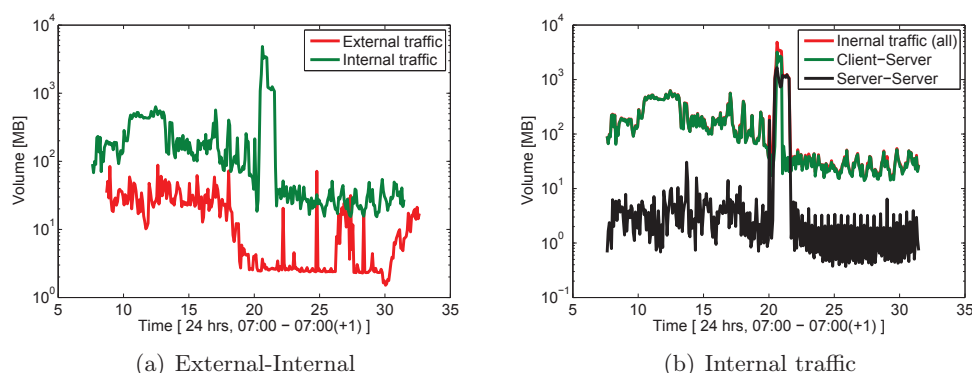 10^4
10^3
10^2
10^1
10^0
Volume [MB]
External traffic
Internal traffic
5 10 15 20 25 30 35
Time [ 24 hrs, 07:00 − 07:00(+1) ]
(a) External-Internal
10^4
10^3
10^2
10^1
10^0
10^−1
Volume [MB]
Inernal traffic (all)
Client−Server
Server−Server
5 10 15 20 25 30 35
Time [ 24 hrs, 07:00 − 07:00(+1) ]
(b) Internal traffic